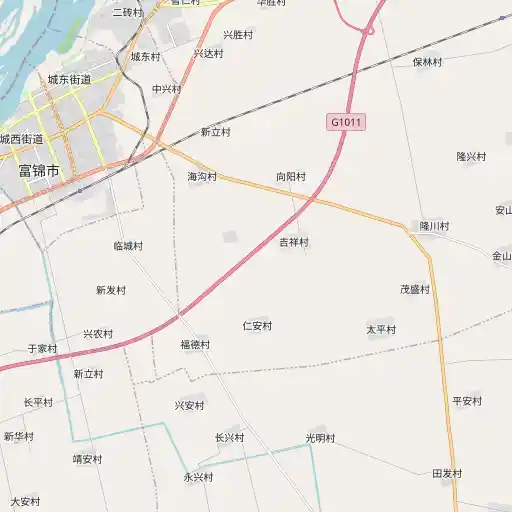 智仁村
华胜村
二砖村
兴胜村
城东村
兴达村
保林村
城东街道
中兴村
G1011
新立村
城西街道
隆兴村
富锦市
海沟村
向阳村
安山
隆川村
临城村
吉祥村
金山
新发村
茂盛村
仁安村
太平村
兴农村
福德村
于家村
新立村
长平村
兴安村
平安村
新华村
长兴村
光明村
靖安村
永兴村
田发村
大安村